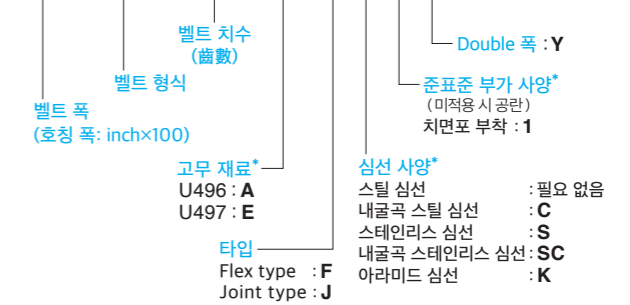 벨트 치수
(齒數)
Double 폭 : Y
벨트 형식
준표준 부가 사양*
(미적용 시 공란)
치면포 부착 : 1
벨트 폭
(호칭 폭: inch×100)
고무 재료*
U496 : A
U497 : E
심선 사양*
스틸 심선 : 필요 없음
내굴곡 스틸 심선 : C
스테인리스 심선 : S
내굴곡 스테인리스 심선 : SC
아라미드 심선 : K
타입
Flex type : F
Joint type : J